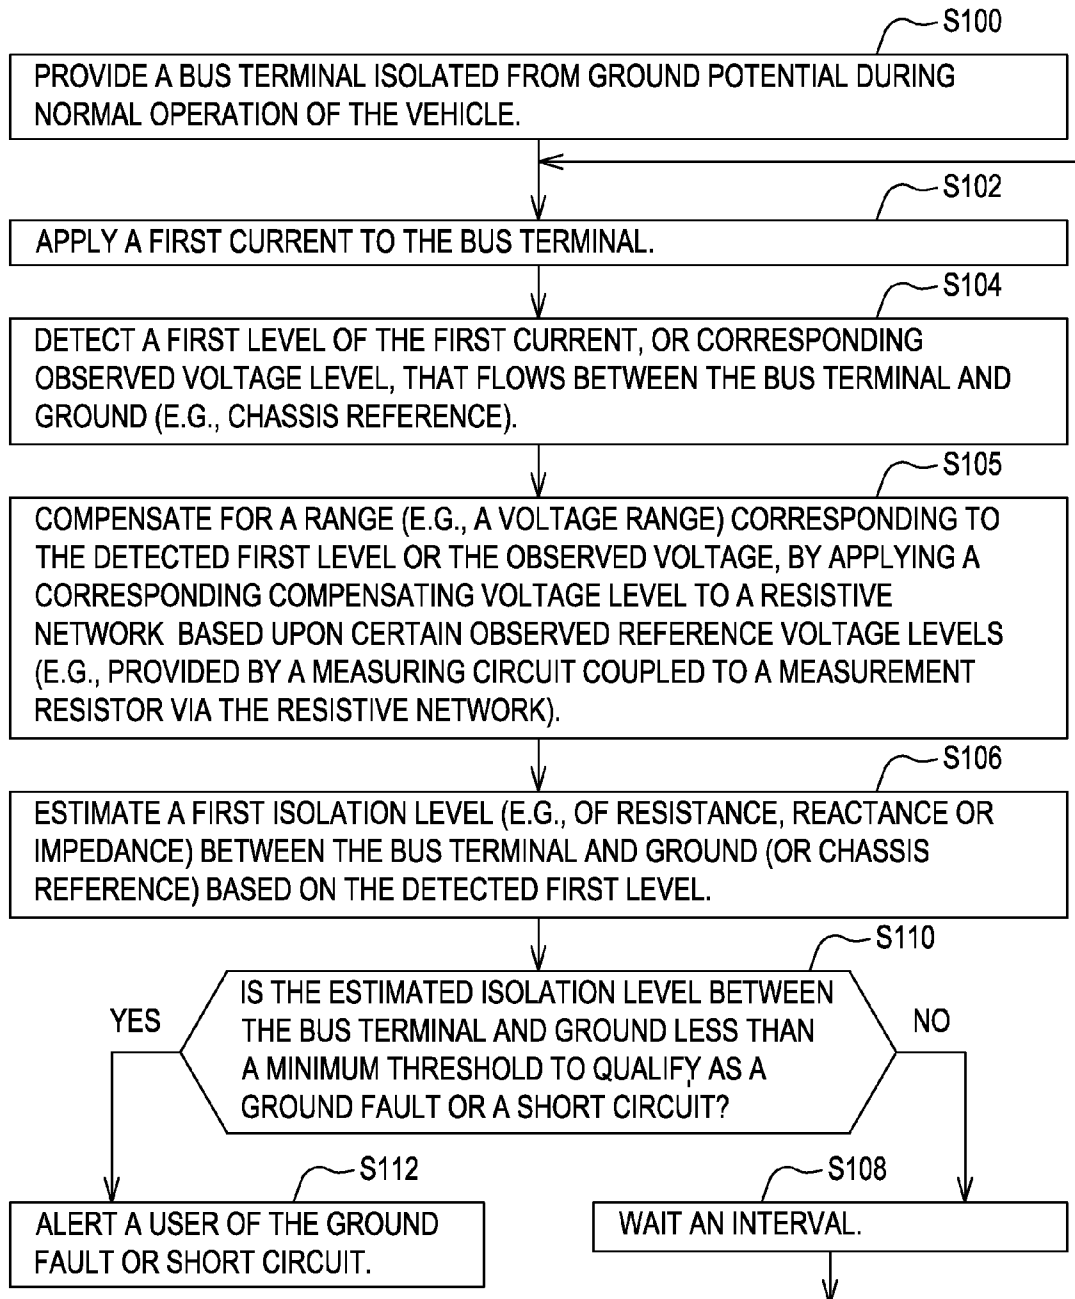 S100
PROVIDE A BUS TERMINAL ISOLATED FROM GROUND POTENTIAL DURING
NORMAL OPERATION OF THE VEHICLE.
S102
APPLY A FIRST CURRENT TO THE BUS TERMINAL.
S104
DETECT A FIRST LEVEL OF THE FIRST CURRENT, OR CORRESPONDING
OBSERVED VOLTAGE LEVEL, THAT FLOWS BETWEEN THE BUS TERMINAL AND
GROUND (E.G., CHASSIS REFERENCE).
S105
COMPENSATE FOR A RANGE (E.G., A VOLTAGE RANGE) CORRESPONDING TO
THE DETECTED FIRST LEVEL OR THE OBSERVED VOLTAGE, BY APPLYING A
CORRESPONDING COMPENSATING VOLTAGE LEVEL TO A RESISTIVE
NETWORK BASED UPON CERTAIN OBSERVED REFERENCE VOLTAGE LEVELS
(E.G., PROVIDED BY A MEASURING CIRCUIT COUPLED TO A MEASUREMENT
RESISTOR VIA THE RESISTIVE NETWORK).
S106
ESTIMATE A FIRST ISOLATION LEVEL (E.G., OF RESISTANCE, REACTANCE OR
IMPEDANCE) BETWEEN THE BUS TERMINAL AND GROUND (OR CHASSIS
REFERENCE) BASED ON THE DETECTED FIRST LEVEL.
S110
IS THE ESTIMATED ISOLATION LEVEL BETWEEN
THE BUS TERMINAL AND GROUND LESS THAN
A MINIMUM THRESHOLD TO QUALIFY AS A
GROUND FAULT OR A SHORT CIRCUIT?
YES
NO
S112
ALERT A USER OF THE GROUND
FAULT OR SHORT CIRCUIT.
S108
WAIT AN INTERVAL.